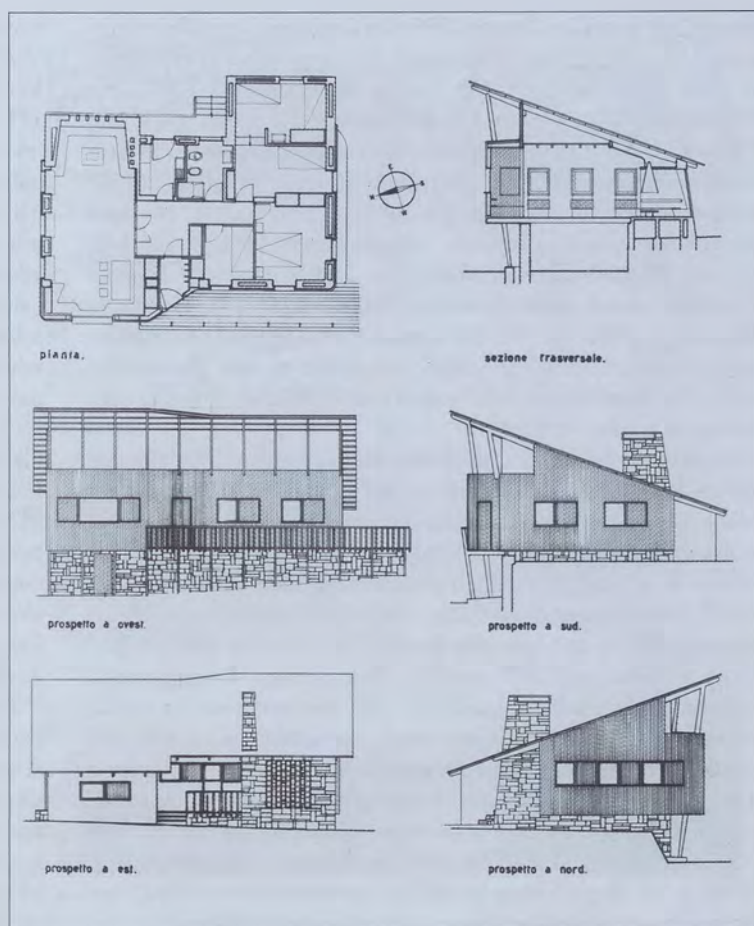 pianta.
sezione trasversale.
prospetto a ovest.
prospetto a sud.
prospetto a est.
prospetto a nord.